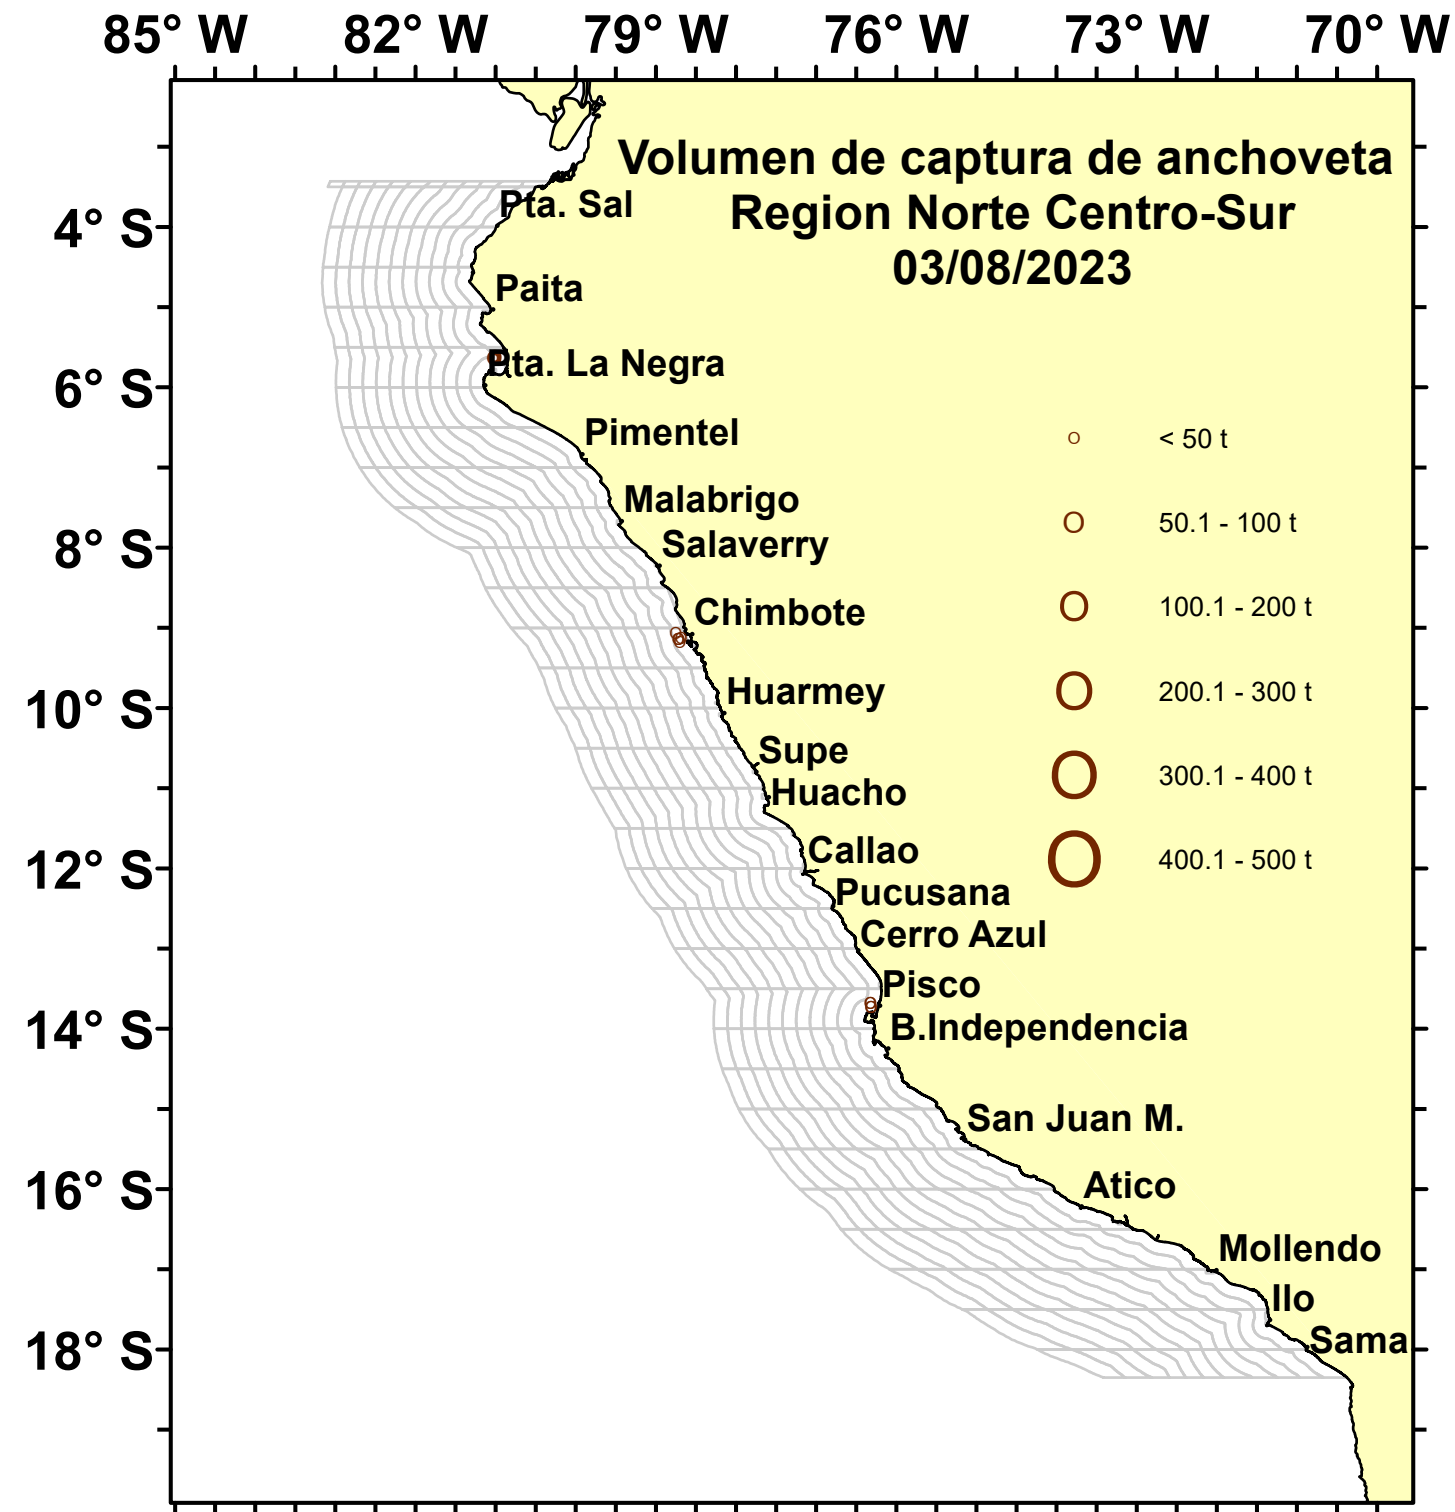 85° W 82° W 79° W 76° W 73° W 70° W
Volumen de captura de anchoveta
Region Norte Centro-Sur
03/08/2023
4° S
6° S
8° S
10° S
12° S
14° S
16° S
18° S
Pta. Sal
Paita
Pta. La Negra
Pimentel
Malabrigo
Salaverry
Chimbote
Huarmey
Supe
Huacho
Callao
Pucusana
Cerro Azul
Pisco
B.Independencia
San Juan M.
Atico
Mollendo
Ilo
Sama
< 50 t
50.1 - 100 t
100.1 - 200 t
200.1 - 300 t
300.1 - 400 t
400.1 - 500 t